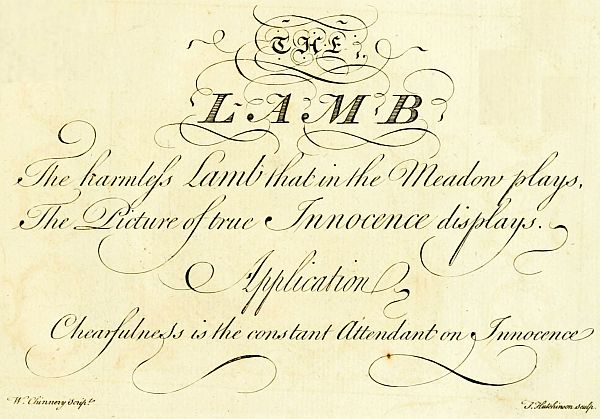 THE
LAMB
The harmleſs Lamb that in the Meadow plays,
The Picture of true Innocence displays.
Application
Chearfulneſs is the constant Attendant on Innocence
W. Chinnery Scrip.t J. Hutchinson sculp.